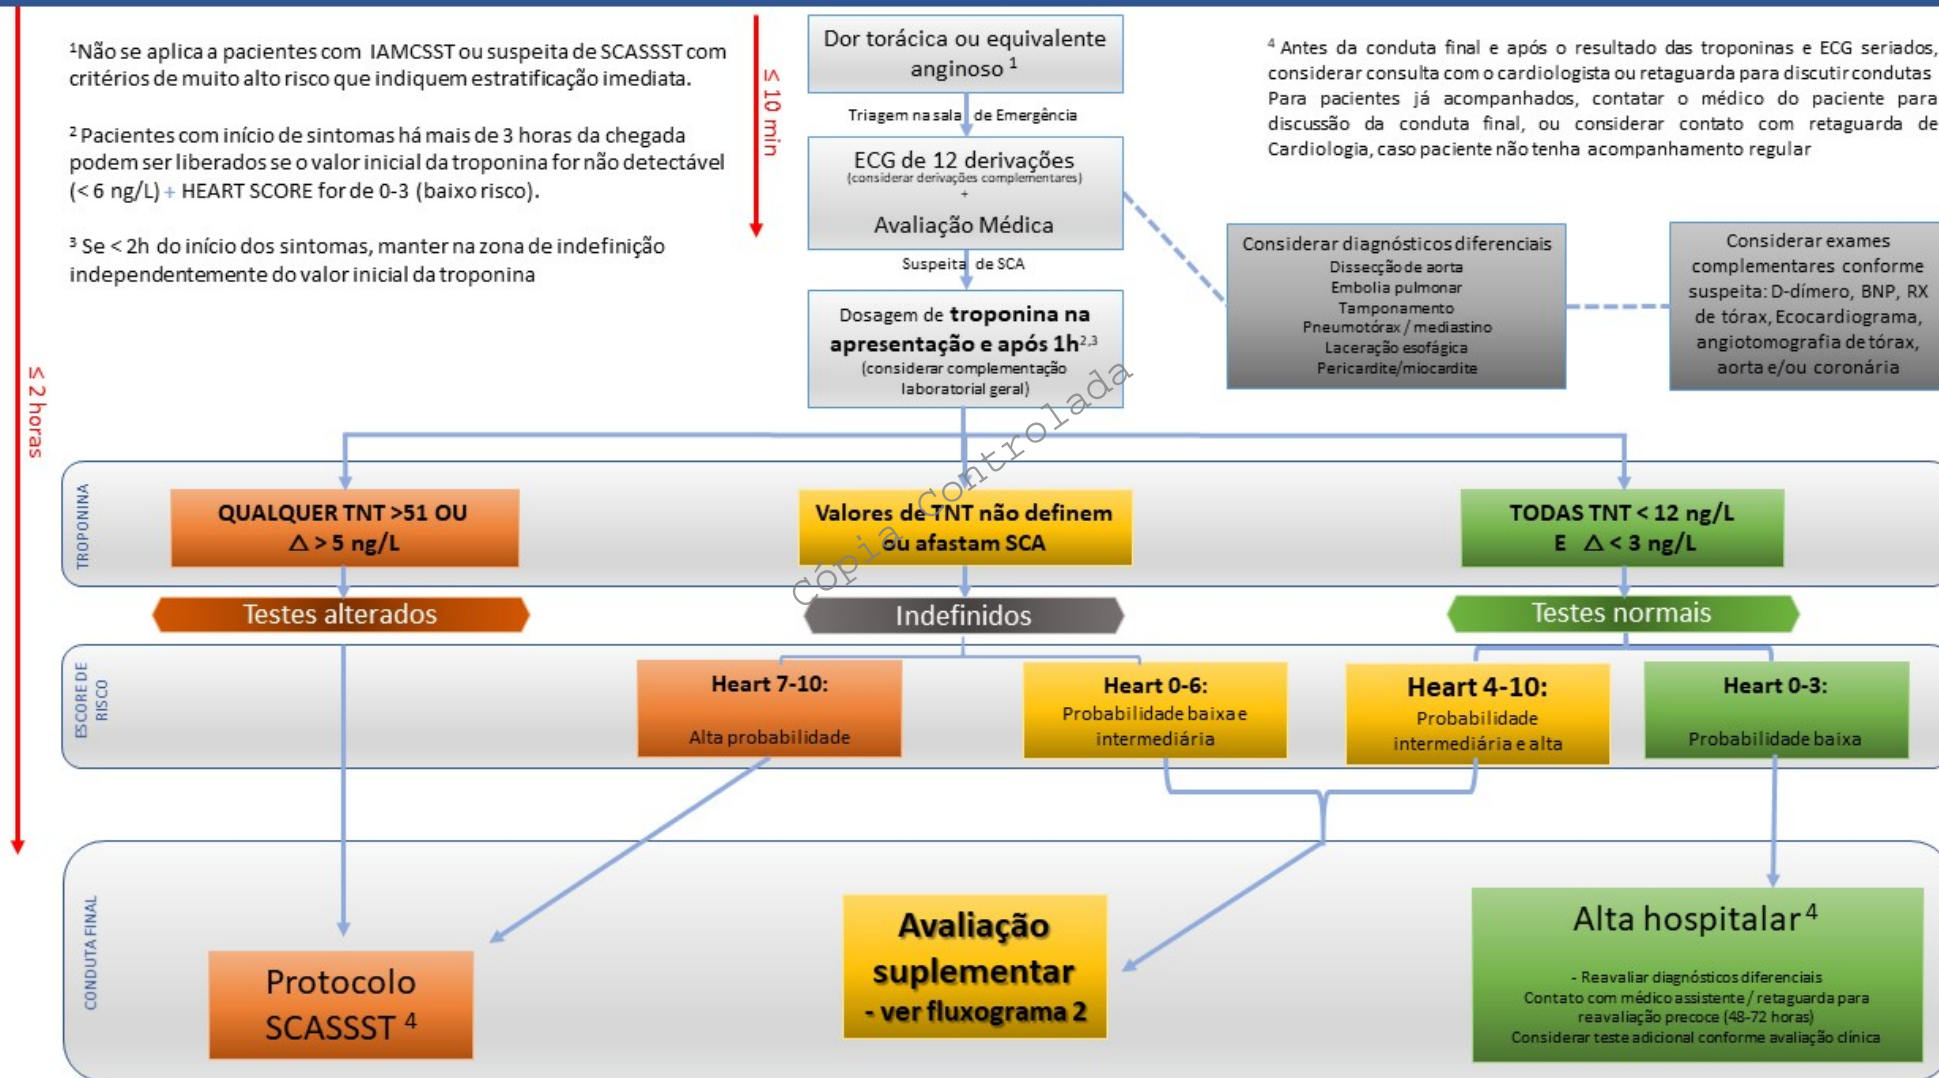 ¹Não se aplica a pacientes com IAMCSST ou suspeita de SCASSST com
critérios de muito alto risco que indiquem estratificação imediata.
² Pacientes com início de sintomas há mais de 3 horas da chegada
podem ser liberados se o valor inicial da troponina for não detectável
(< 6 ng/L) + HEART SCORE for de 0-3 (baixo risco).
³ Se < 2h do início dos sintomas, manter na zona de indefinição
independentemente do valor inicial da troponina
≤ 2 horas
≤ 10 min
Dor torácica ou equivalente
anginoso ¹
Triagem na sala de Emergência
ECG de 12 derivações
(considerar derivações complementares)
+
Avaliação Médica
Suspeita de SCA
Dosagem de troponina na
apresentação e após 1h²,³
(considerar complementação
laboratorial geral)
⁴ Antes da conduta final e após o resultado das troponinas e ECG seriados,
considerar consulta com o cardiologista ou retaguarda para discutir condutas
Para pacientes já acompanhados, contatar o médico do paciente para
discussão da conduta final, ou considerar contato com retaguarda de
Cardiologia, caso paciente não tenha acompanhamento regular
Considerar diagnósticos diferenciais
Dissecção de aorta
Embolia pulmonar
Tamponamento
Pneumotórax / mediastino
Laceração esofágica
Pericardite/miocardite
Considerar exames
complementares conforme
suspeita: D-dímero, BNP, RX
de tórax, Ecocardiograma,
angiotomografia de tórax,
aorta e/ou coronária
Cópia Controlada
TROPONINA
QUALQUER TNT >51 OU
Δ > 5 ng/L
Valores de TNT não definem
ou afastam SCA
TODAS TNT < 12 ng/L
E Δ < 3 ng/L
Testes alterados
Indefinidos
Testes normais
ESCORE DE
RISCO
Heart 7-10:
Alta probabilidade
Heart 0-6:
Probabilidade baixa e
intermediária
Heart 4-10:
Probabilidade
intermediária e alta
Heart 0-3:
Probabilidade baixa
CONDUTA FINAL
Protocolo
SCASSST ⁴
Avaliação
suplementar
- ver fluxograma 2
Alta hospitalar ⁴
- Reavaliar diagnósticos diferenciais
Contato com médico assistente / retaguarda para
reavaliação precoce (48-72 horas)
Considerar teste adicional conforme avaliação clínica